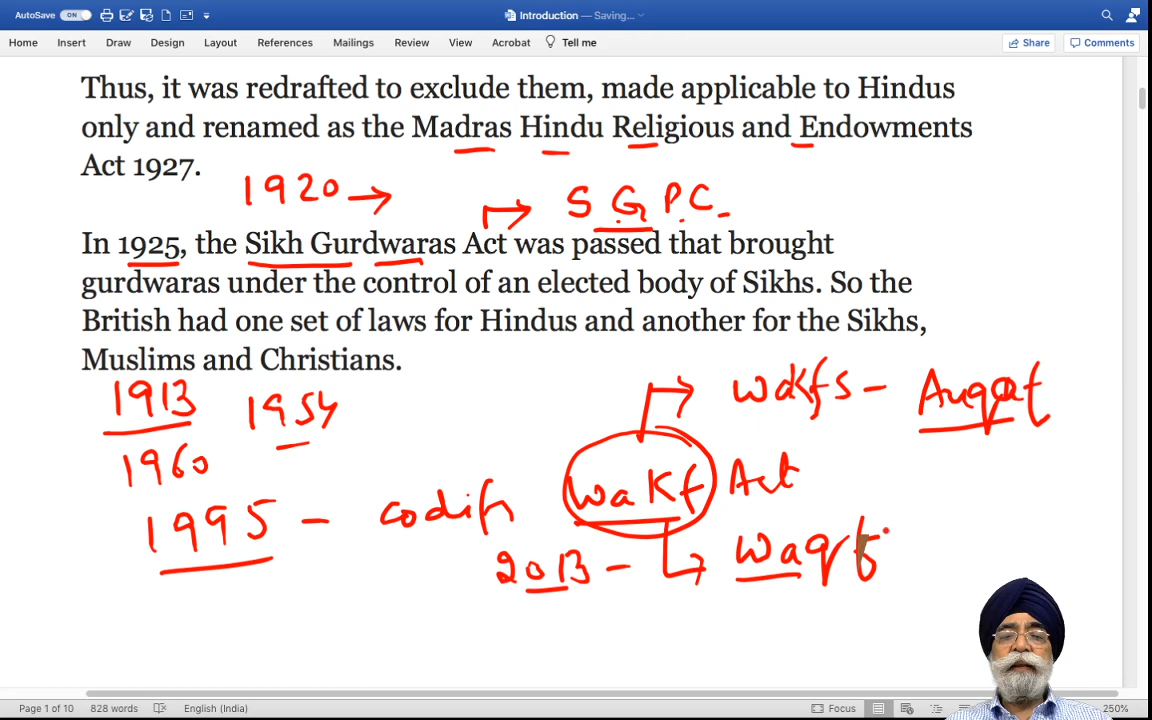 AutoSave ON Introduction — Saving...
Home Insert Draw Design Layout References Mailings Review View Acrobat Tell me Share Comments
Thus, it was redrafted to exclude them, made applicable to Hindus
only and renamed as the Madras Hindu Religious and Endowments
Act 1927.
1920 → S G P C
In 1925, the Sikh Gurdwaras Act was passed that brought
gurdwaras under the control of an elected body of Sikhs. So the
British had one set of laws for Hindus and another for the Sikhs,
Muslims and Christians.
1913 1954 wakfs - Auqaf
1960 wakf Act
1995 - codify
2013 - waqf
Page 1 of 10 828 words English (India) Focus 250%